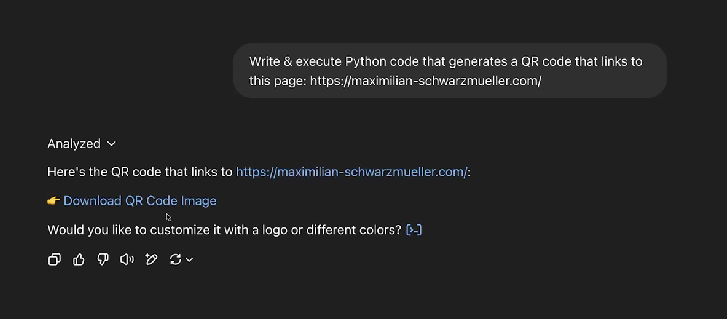 Write & execute Python code that generates a QR code that links to
this page: https://maximilian-schwarzmueller.com/
Analyzed
Here's the QR code that links to https://maximilian-schwarzmueller.com/:
👉 Download QR Code Image
Would you like to customize it with a logo or different colors? [>-]